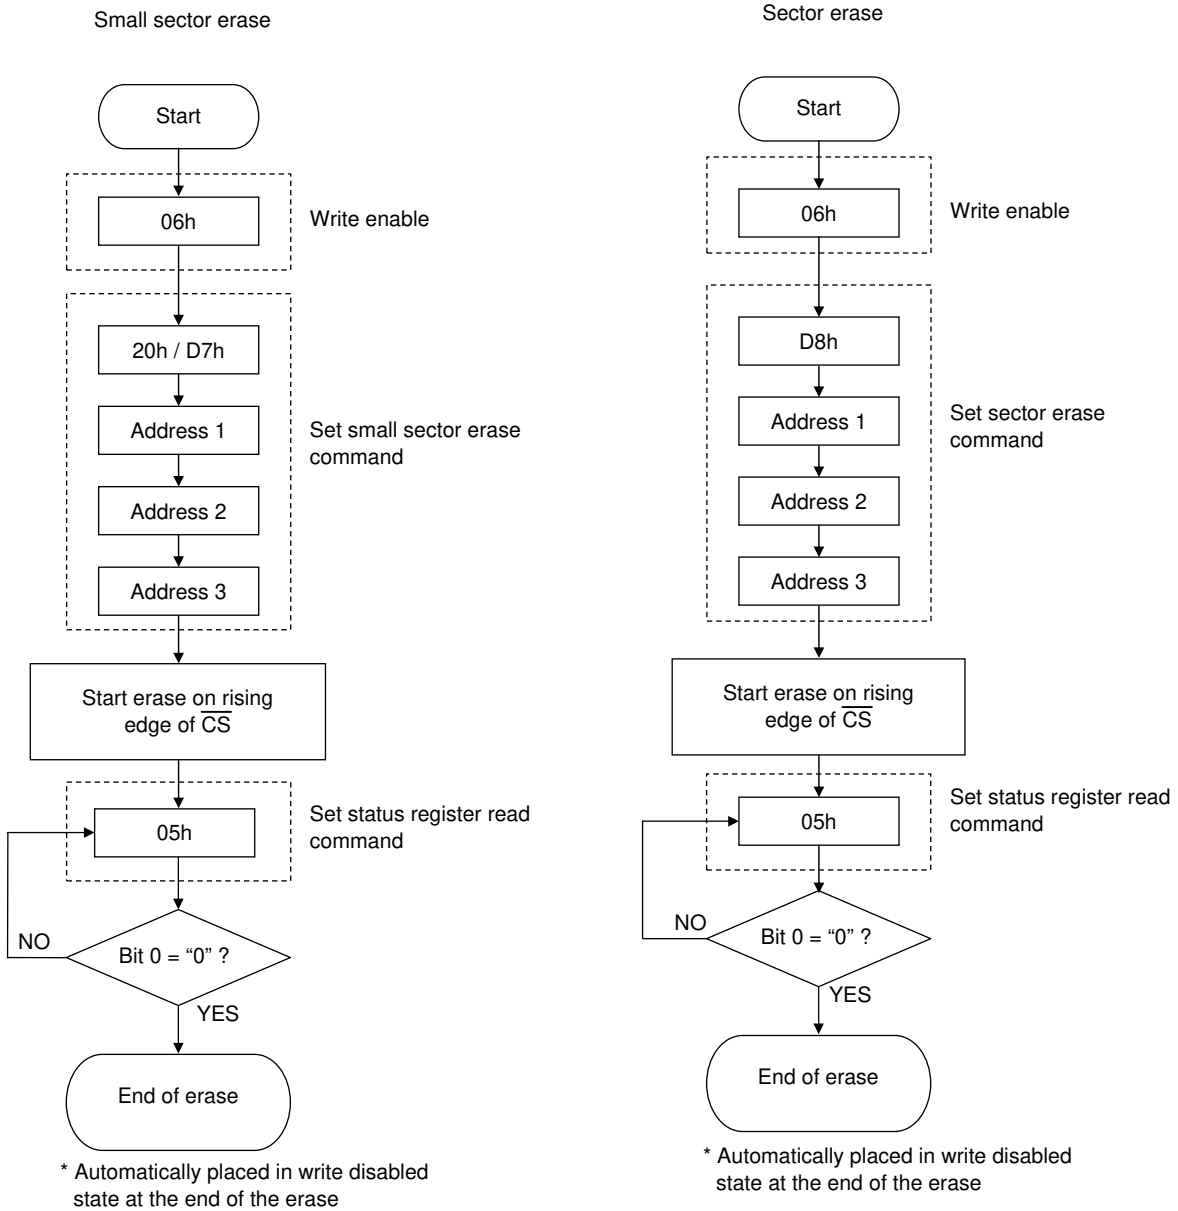 Small sector erase
Start
06h
Write enable
20h / D7h
Address 1
Address 2
Address 3
Set small sector erase
command
Start erase on rising
edge of C̅S̅
05h
Set status register read
command
Bit 0 = “0” ?
NO
YES
End of erase
* Automatically placed in write disabled
state at the end of the erase
Sector erase
Start
06h
Write enable
D8h
Address 1
Address 2
Address 3
Set sector erase
command
Start erase on rising
edge of C̅S̅
05h
Set status register read
command
Bit 0 = “0” ?
NO
YES
End of erase
* Automatically placed in write disabled
state at the end of the erase